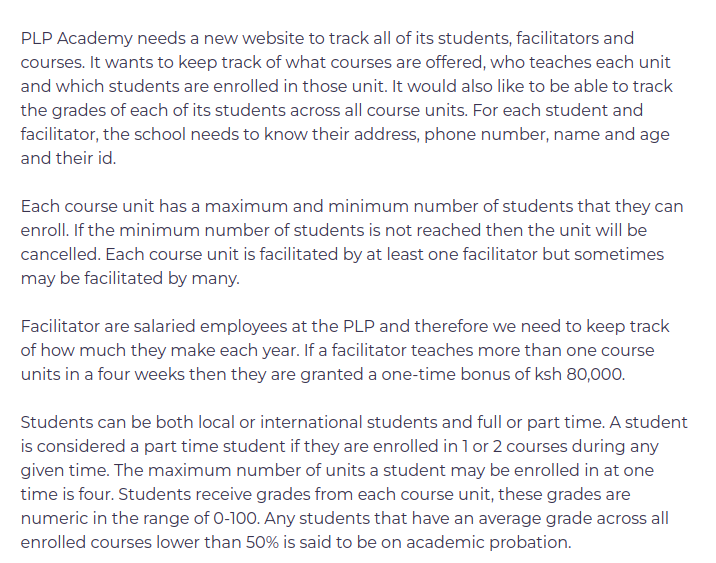 PLP Academy needs a new website to track all of its students, facilitators and
courses. It wants to keep track of what courses are offered, who teaches each unit
and which students are enrolled in those unit. It would also like to be able to track
the grades of each of its students across all course units. For each student and
facilitator, the school needs to know their address, phone number, name and age
and their id.
Each course unit has a maximum and minimum number of students that they can
enroll. If the minimum number of students is not reached then the unit will be
cancelled. Each course unit is facilitated by at least one facilitator but sometimes
may be facilitated by many.
Facilitator are salaried employees at the PLP and therefore we need to keep track
of how much they make each year. If a facilitator teaches more than one course
units in a four weeks then they are granted a one-time bonus of ksh 80,000.
Students can be both local or international students and full or part time. A student
is considered a part time student if they are enrolled in 1 or 2 courses during any
given time. The maximum number of units a student may be enrolled in at one
time is four. Students receive grades from each course unit, these grades are
numeric in the range of 0-100. Any students that have an average grade across all
enrolled courses lower than 50% is said to be on academic probation.